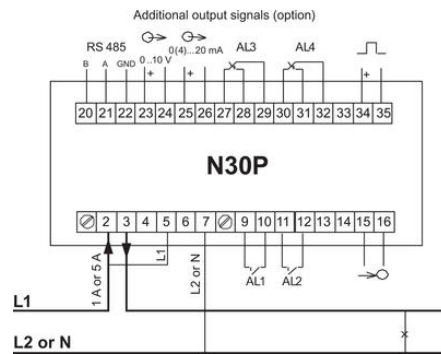 Additional output signals (option)
RS 485
0(4)...20 mA
AL3
AL4
B A GND 0 ..10 V
+ + +
20 21 22 23 24 25 26 27 28 29 30 31 32 33 34 35
N30P
2 3 4 5 6 7 9 10 11 12 13 14 15 16
1 A or 5 A
L1
L2 or N
AL1
AL2
L1
L2 or N